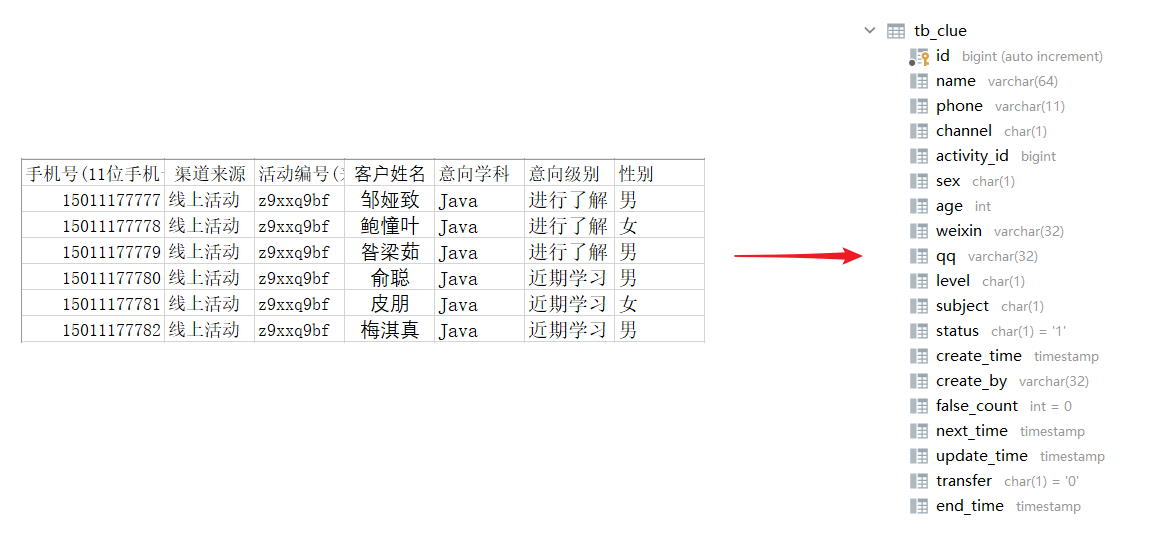 手机号(11位手机 渠道来源 活动编号( 客户姓名 意向学科 意向级别 性别
15011177777 线上活动 z9xxq9bf 邹娅致 Java 进行了解 男
15011177778 线上活动 z9xxq9bf 鲍憧叶 Java 进行了解 女
15011177779 线上活动 z9xxq9bf 昝梁茹 Java 进行了解 男
15011177780 线上活动 z9xxq9bf 俞聪 Java 近期学习 男
15011177781 线上活动 z9xxq9bf 皮朋 Java 近期学习 女
15011177782 线上活动 z9xxq9bf 梅淇真 Java 近期学习 男
tb_clue
id bigint (auto increment)
name varchar(64)
phone varchar(11)
channel char(1)
activity_id bigint
sex char(1)
age int
weixin varchar(32)
qq varchar(32)
level char(1)
subject char(1)
status char(1) = '1'
create_time timestamp
create_by varchar(32)
false_count int = 0
next_time timestamp
update_time timestamp
transfer char(1) = '0'
end_time timestamp